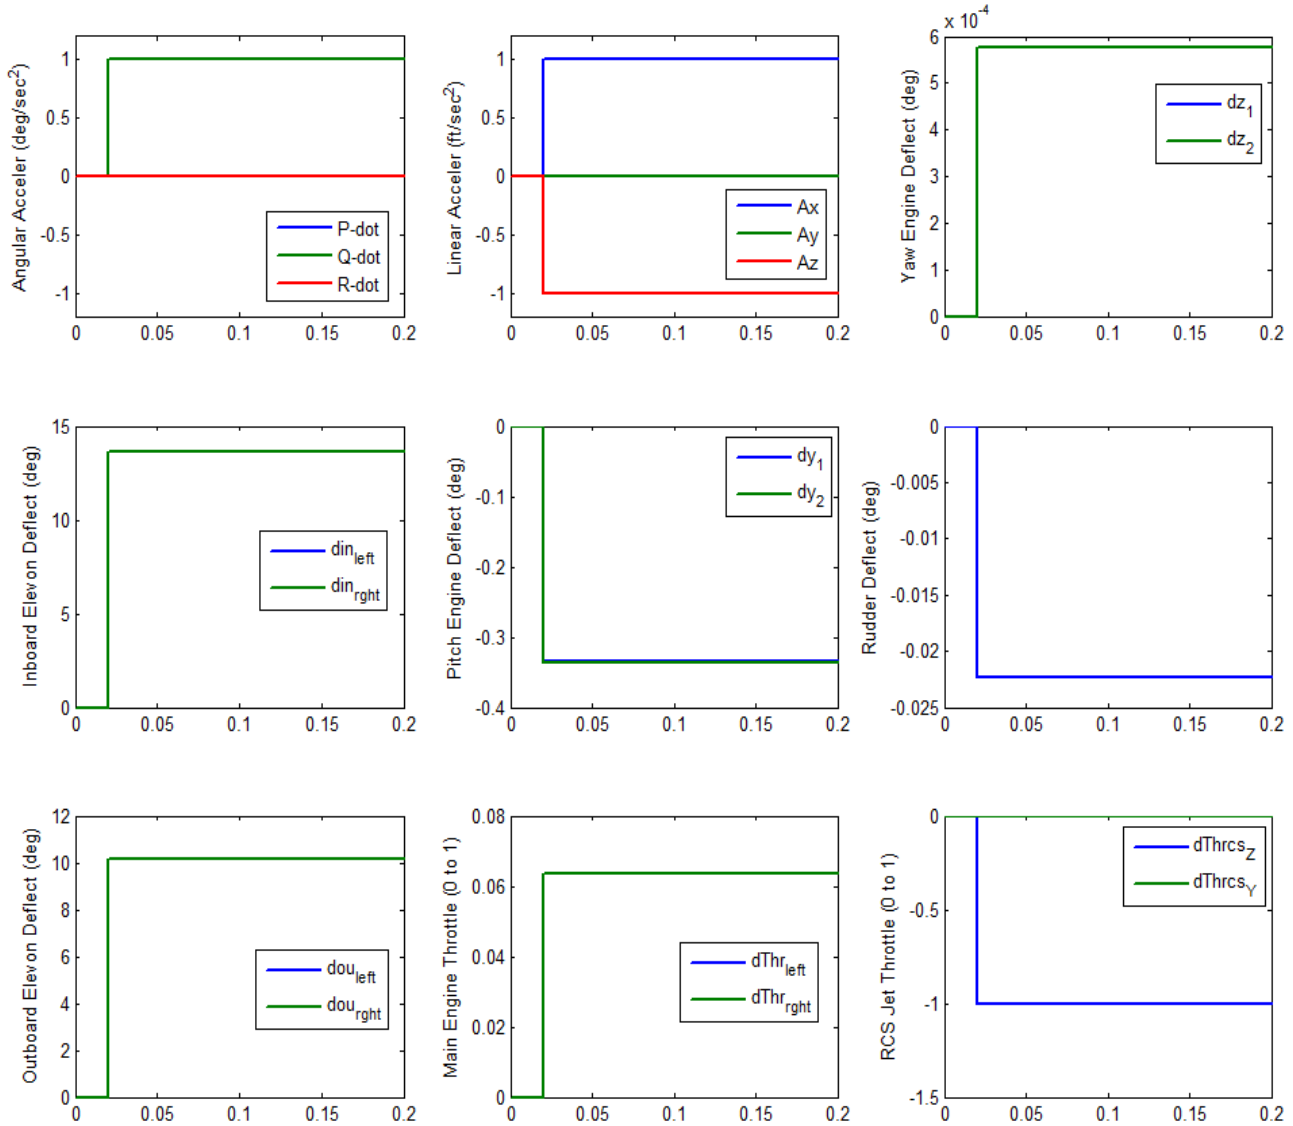 Angular Acceler (deg/sec²)
1
0.5
0
-0.5
-1
P-dot
Q-dot
R-dot
0 0.05 0.1 0.15 0.2
Linear Acceler (ft/sec²)
1
0.5
0
-0.5
-1
Ax
Ay
Az
0 0.05 0.1 0.15 0.2
x 10⁻⁴
Yaw Engine Deflect (deg)
6
5
4
3
2
1
0
dz₁
dz₂
0 0.05 0.1 0.15 0.2
Inboard Elevon Deflect (deg)
15
10
5
0
din_left
din_rght
0 0.05 0.1 0.15 0.2
Pitch Engine Deflect (deg)
0
-0.1
-0.2
-0.3
-0.4
dy₁
dy₂
0 0.05 0.1 0.15 0.2
Rudder Deflect (deg)
0
-0.005
-0.01
-0.015
-0.02
-0.025
0 0.05 0.1 0.15 0.2
Outboard Elevon Deflect (deg)
12
10
8
6
4
2
0
dou_left
dou_rght
0 0.05 0.1 0.15 0.2
Main Engine Throttle (0 to 1)
0.08
0.06
0.04
0.02
0
dThr_left
dThr_rght
0 0.05 0.1 0.15 0.2
RCS Jet Throttle (0 to 1)
0
-0.5
-1
-1.5
dThrcs_Z
dThrcs_Y
0 0.05 0.1 0.15 0.2